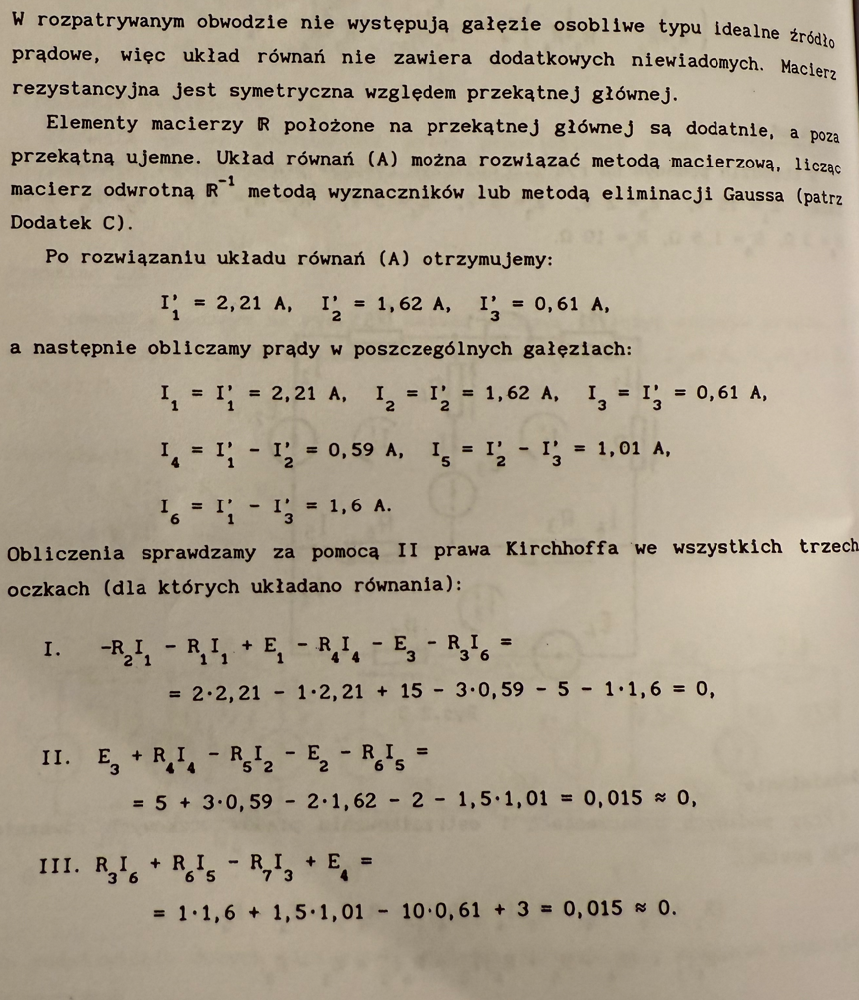 W rozpatrywanym obwodzie nie występują gałęzie osobliwe typu idealne źródło
prądowe, więc układ równań nie zawiera dodatkowych niewiadomych. Macierz
rezystancyjna jest symetryczna względem przekątnej głównej.
Elementy macierzy ℝ położone na przekątnej głównej są dodatnie, a poza
przekątną ujemne. Układ równań (A) można rozwiązać metodą macierzową, licząc
macierz odwrotną ℝ⁻¹ metodą wyznaczników lub metodą eliminacji Gaussa (patrz
Dodatek C).
Po rozwiązaniu układu równań (A) otrzymujemy:
I'₁ = 2,21 A, I'₂ = 1,62 A, I'₃ = 0,61 A,
a następnie obliczamy prądy w poszczególnych gałęziach:
I₁ = I'₁ = 2,21 A, I₂ = I'₂ = 1,62 A, I₃ = I'₃ = 0,61 A,
I₄ = I'₁ - I'₂ = 0,59 A, I₅ = I'₂ - I'₃ = 1,01 A,
I₆ = I'₁ - I'₃ = 1,6 A.
Obliczenia sprawdzamy za pomocą II prawa Kirchhoffa we wszystkich trzech
oczkach (dla których układano równania):
I. -R₂I₁ - R₁I₁ + E₁ - R₄I₄ - E₃ - R₃I₆ =
= 2·2,21 - 1·2,21 + 15 - 3·0,59 - 5 - 1·1,6 = 0,
II. E₃ + R₄I₄ - R₅I₂ - E₂ - R₆I₅ =
= 5 + 3·0,59 - 2·1,62 - 2 - 1,5·1,01 = 0,015 ≈ 0,
III. R₃I₆ + R₆I₅ - R₇I₃ + E₄ =
= 1·1,6 + 1,5·1,01 - 10·0,61 + 3 = 0,015 ≈ 0.